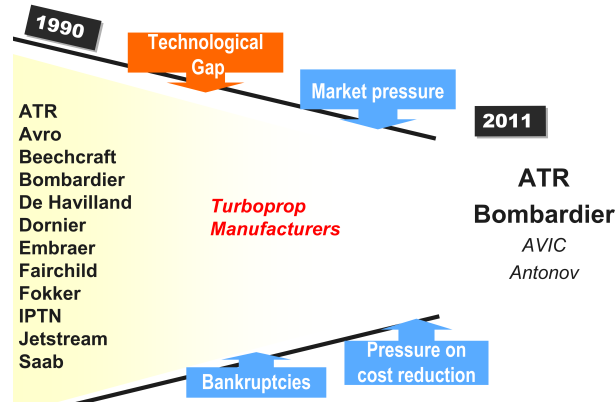 1990
Technological
Gap
Market pressure
2011
ATR
Avro
Beechcraft
Bombardier
De Havilland
Dornier
Embraer
Fairchild
Fokker
IPTN
Jetstream
Saab
Turboprop
Manufacturers
ATR
Bombardier
AVIC
Antonov
Bankruptcies
Pressure on
cost reduction